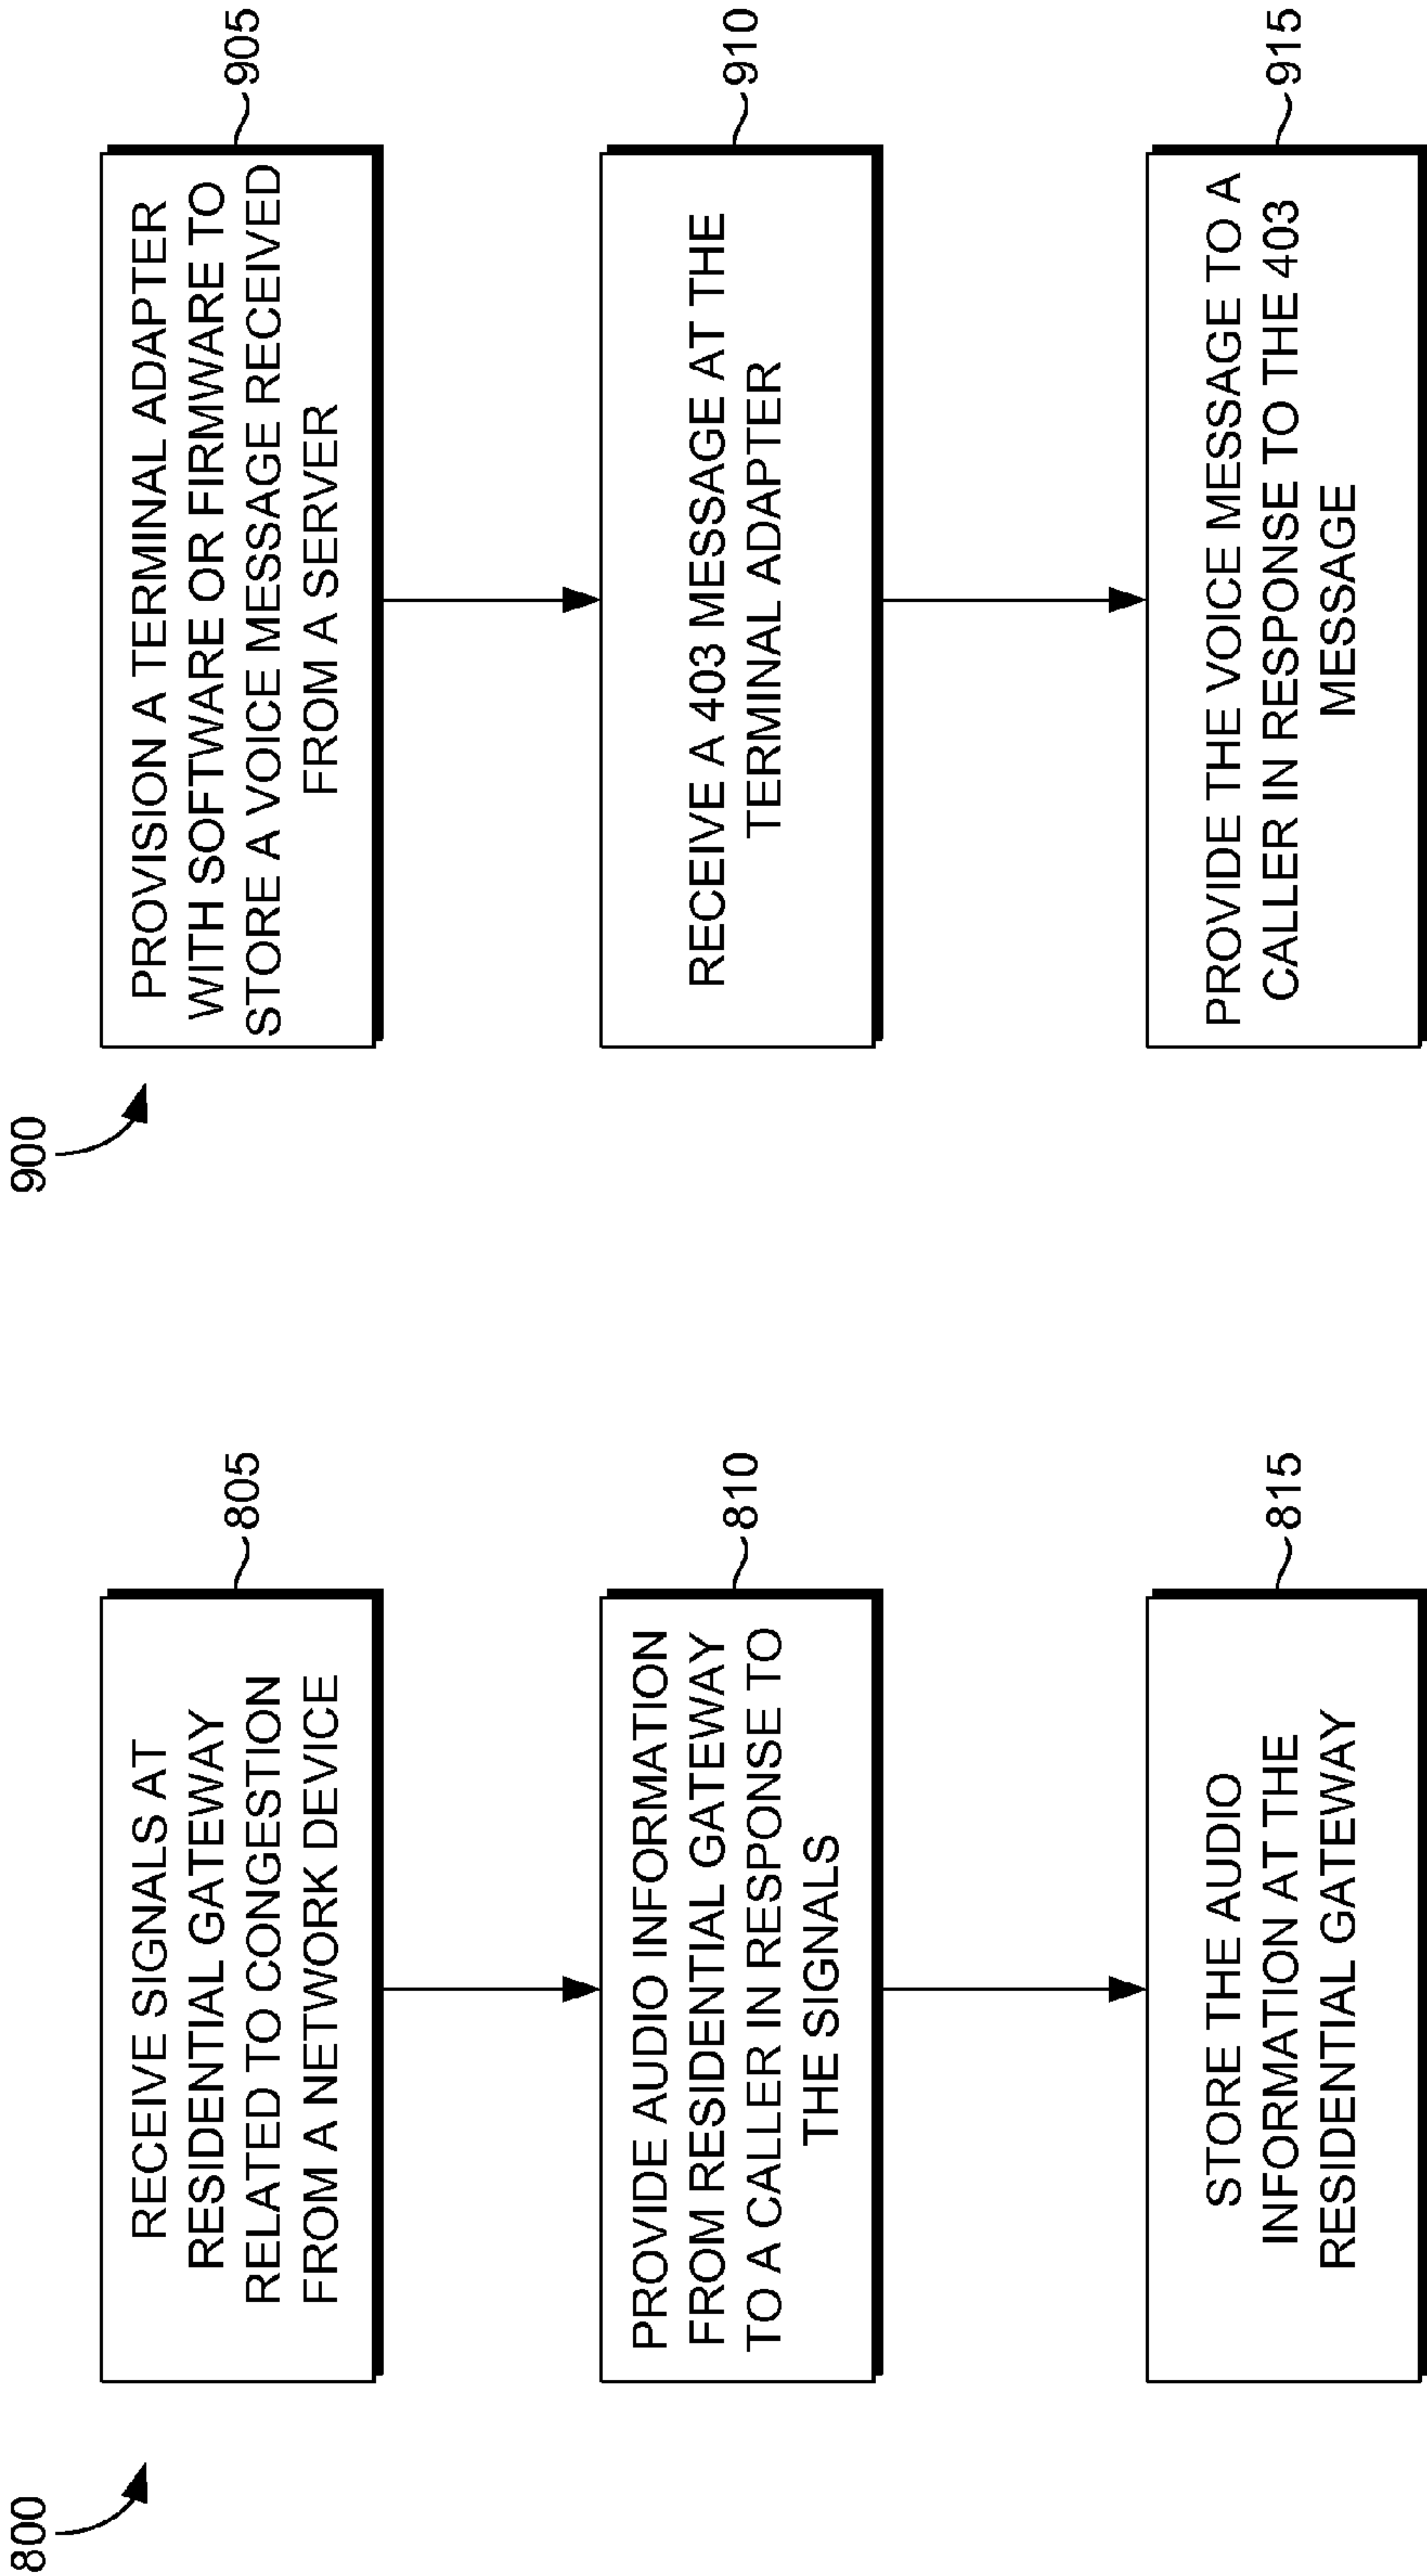 800
RECEIVE SIGNALS AT
RESIDENTIAL GATEWAY
RELATED TO CONGESTION
FROM A NETWORK DEVICE
805
PROVIDE AUDIO INFORMATION
FROM RESIDENTIAL GATEWAY
TO A CALLER IN RESPONSE TO
THE SIGNALS
810
STORE THE AUDIO
INFORMATION AT THE
RESIDENTIAL GATEWAY
815
900
PROVISION A TERMINAL ADAPTER
WITH SOFTWARE OR FIRMWARE TO
STORE A VOICE MESSAGE RECEIVED
FROM A SERVER
905
RECEIVE A 403 MESSAGE AT THE
TERMINAL ADAPTER
910
PROVIDE THE VOICE MESSAGE TO A
CALLER IN RESPONSE TO THE 403
MESSAGE
915